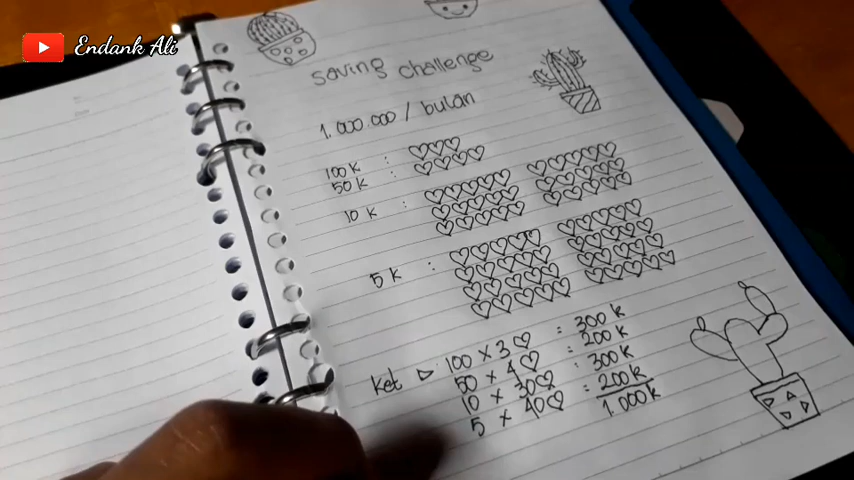 Endank Ali
saving challenge
1.000.000 / bulan
100 K : ♡♡♡
50 K : ♡♡♡♡
10 K : ♡♡♡♡♡ ♡♡♡♡♡
♡♡♡♡♡ ♡♡♡♡♡
♡♡♡♡♡ ♡♡♡♡♡
5 K : ♡♡♡♡♡ ♡♡♡♡♡
♡♡♡♡♡ ♡♡♡♡♡
♡♡♡♡♡ ♡♡♡♡♡
♡♡♡♡♡ ♡♡♡♡♡
Ket ▷ 100 x 3 ♡ = 300 k
50 x 4 ♡ = 200 k
10 x 30 ♡ : 300 k
5 x 40 ♡ = 200 k
1.000 k